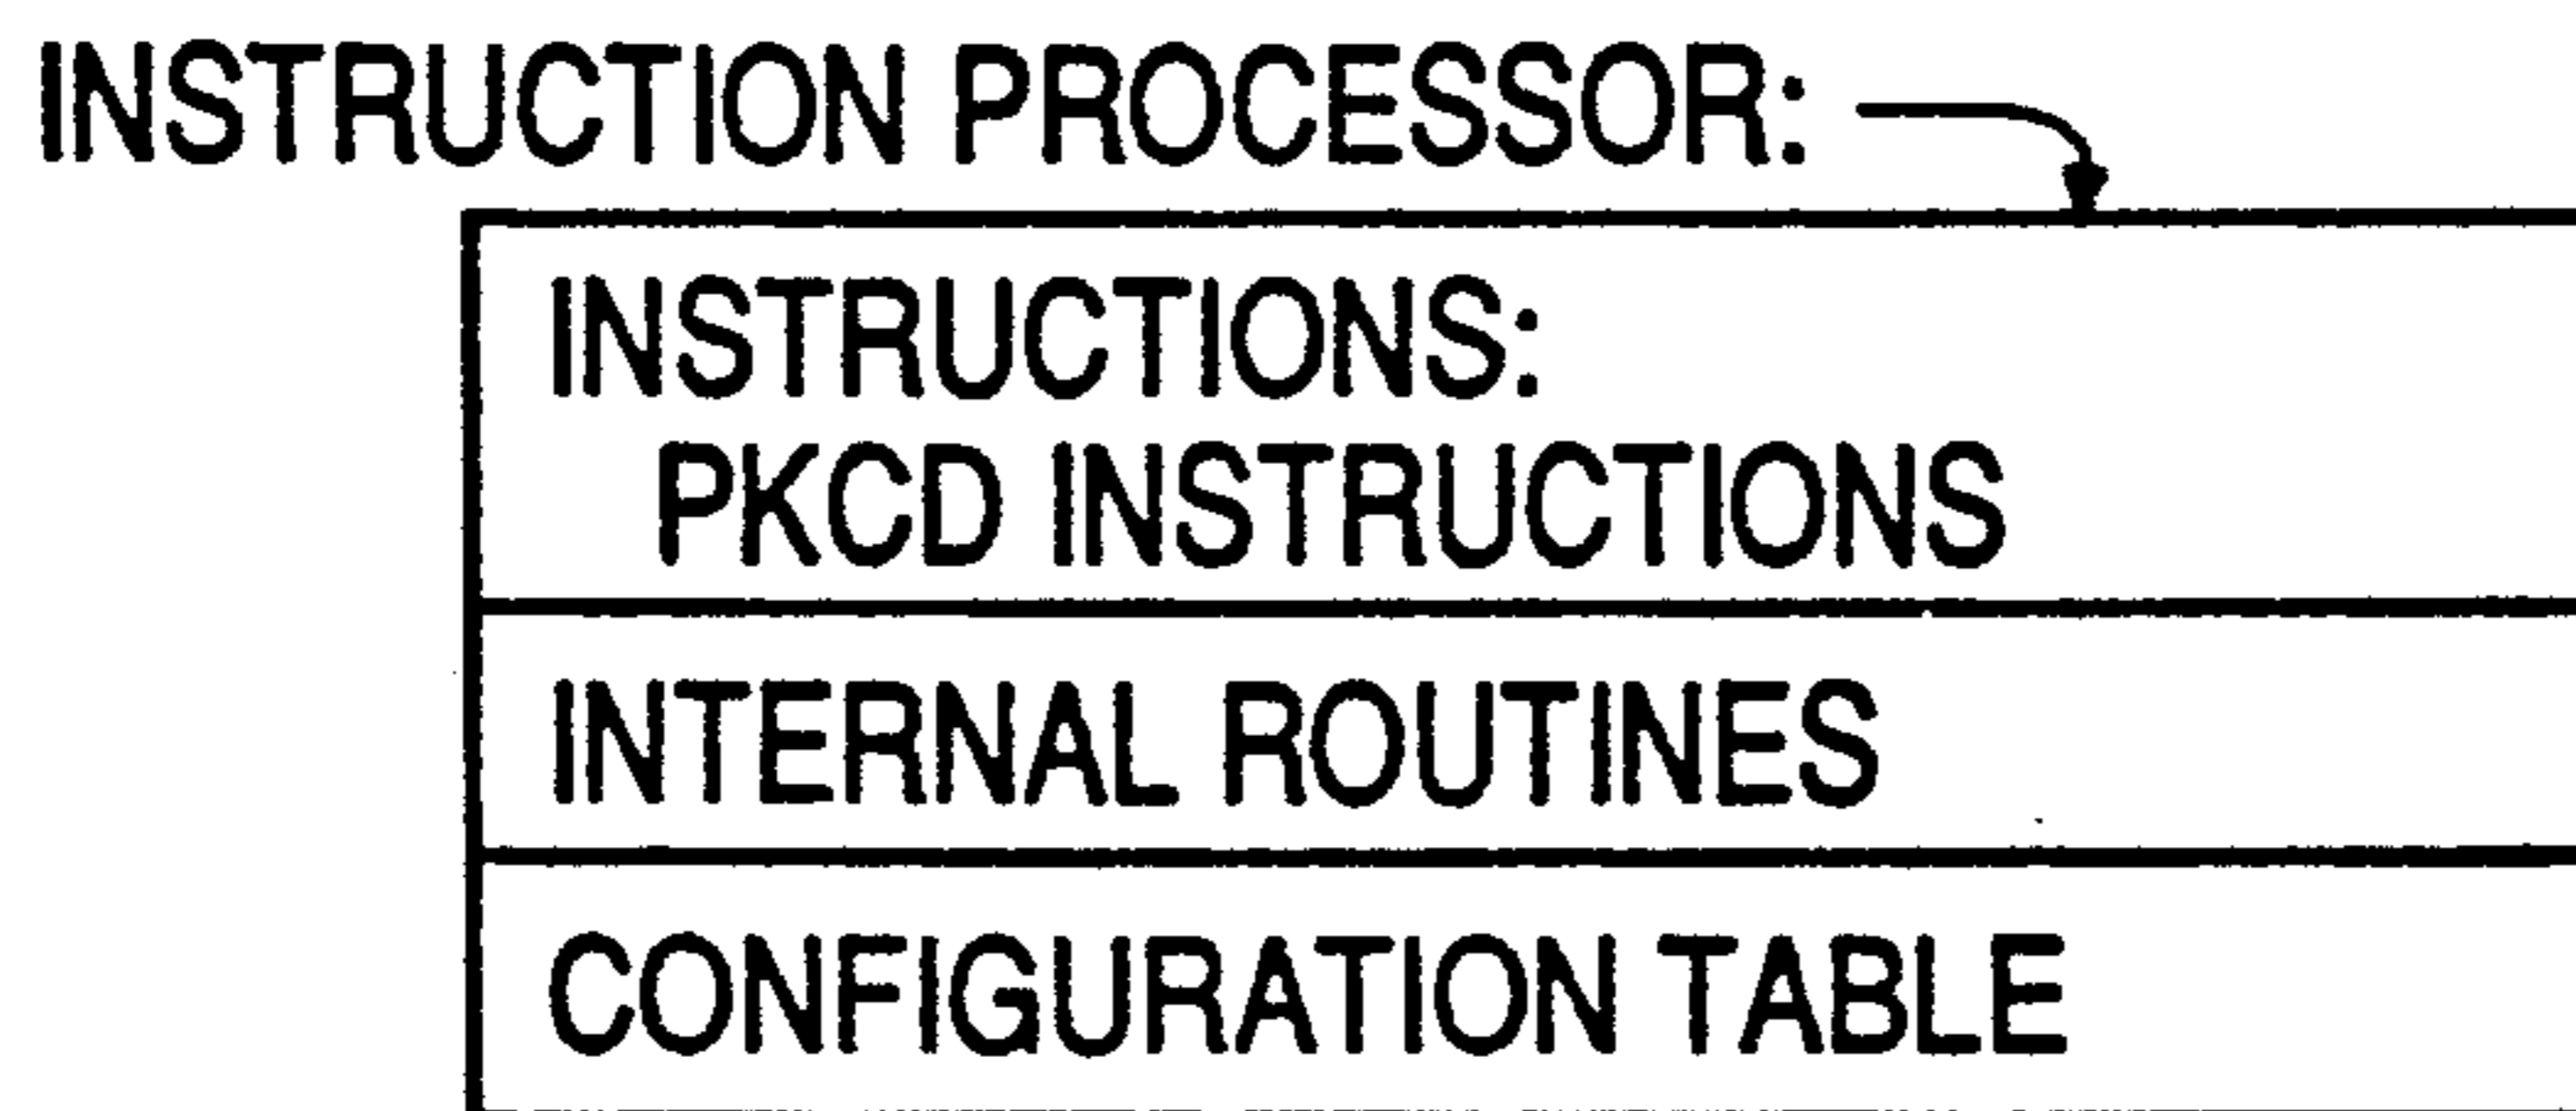 INSTRUCTION PROCESSOR:
INSTRUCTIONS:
PKCD INSTRUCTIONS
INTERNAL ROUTINES
CONFIGURATION TABLE